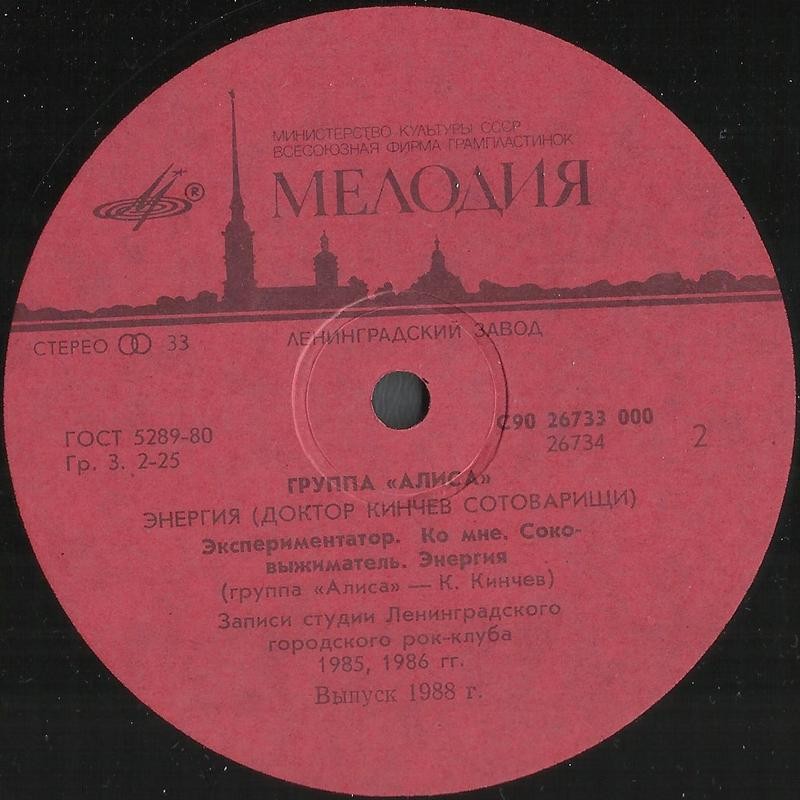 МИНИСТЕРСТВО КУЛЬТУРЫ СССР
ВСЕСОЮЗНАЯ ФИРМА ГРАМПЛАСТИНОК
МЕЛОДИЯ
®
СТЕРЕО 33
ЛЕНИНГРАДСКИЙ ЗАВОД
ГОСТ 5289-80
Гр. 3. 2-25
С90 26733 000
26734
2
ГРУППА «АЛИСА»
ЭНЕРГИЯ (ДОКТОР КИНЧЕВ СОТОВАРИЩИ)
Экспериментатор. Ко мне. Соко-
выжиматель. Энергия
(группа «Алиса» — К. Кинчев)
Записи студии Ленинградского
городского рок-клуба
1985, 1986 гг.
Выпуск 1988 г.